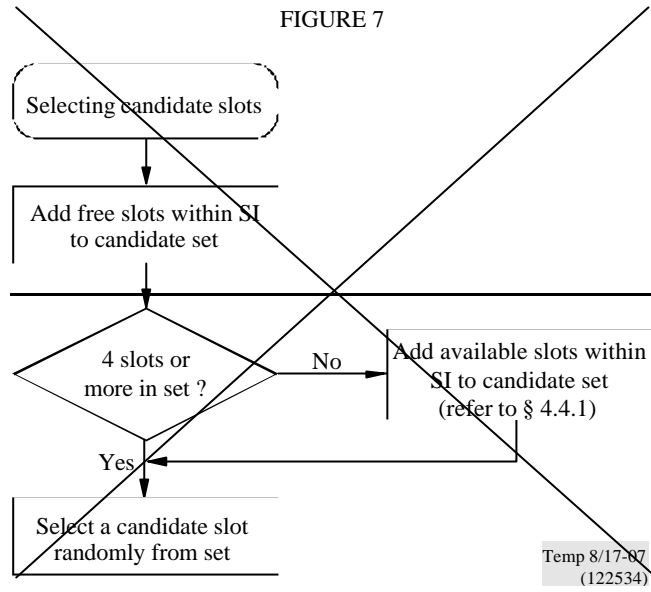 FIGURE 7
Selecting candidate slots
Add free slots within SI
to candidate set
4 slots or
more in set ?
No
Add available slots within
SI to candidate set
(refer to § 4.4.1)
Yes
Select a candidate slot
randomly from set
Temp 8/17-07
(122534)